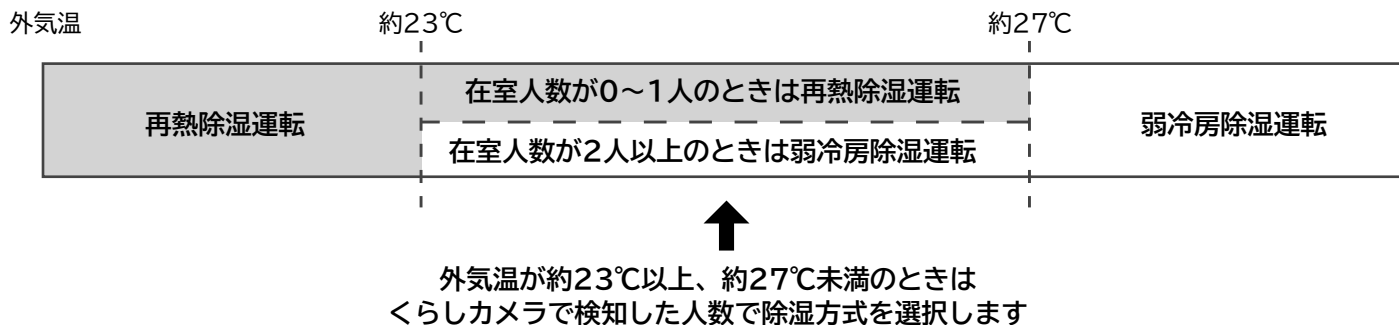 外気温
約23℃
約27℃
再熱除湿運転
在室人数が0～1人のときは再熱除湿運転
在室人数が2人以上のときは弱冷房除湿運転
弱冷房除湿運転
外気温が約23℃以上、約27℃未満のときは
くらしカメラで検知した人数で除湿方式を選択します